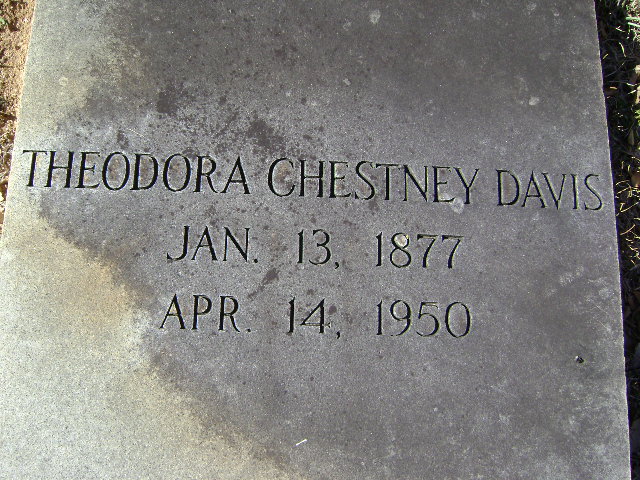 THEODORA CHESTNEY DAVIS
JAN. 13, 1877
APR. 14, 1950